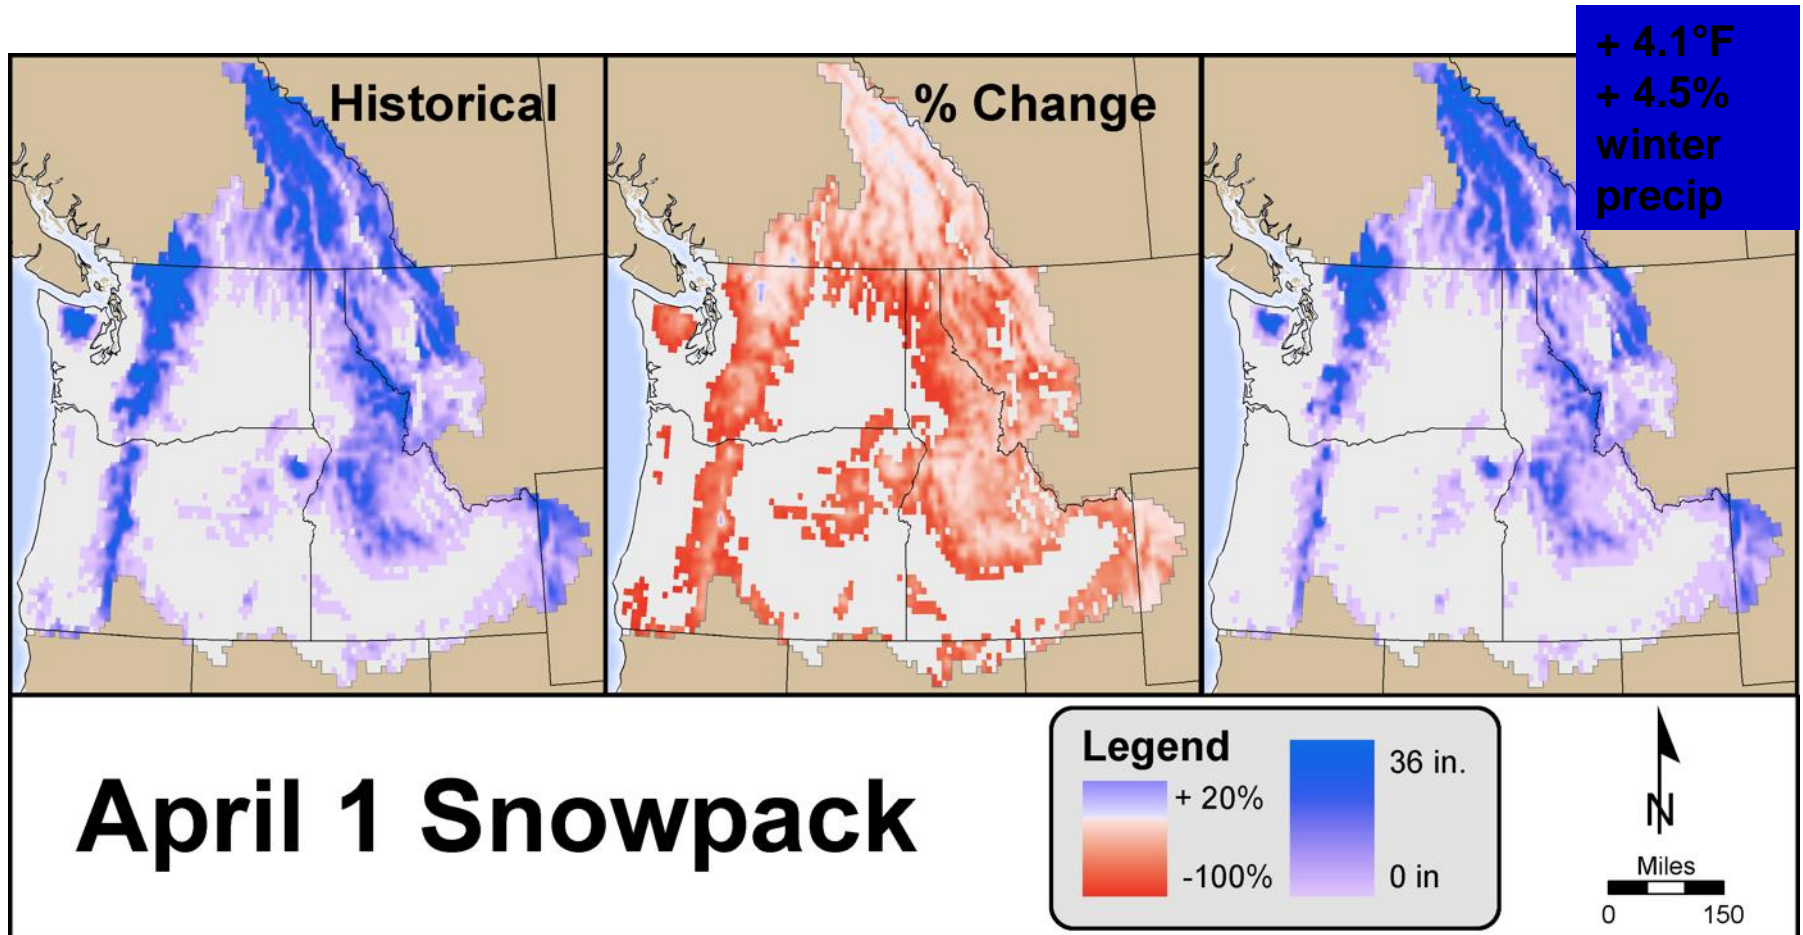 + 4.1°F
+ 4.5%
winter
precip
Historical
% Change
April 1 Snowpack
Legend
+ 20%
-100%
36 in.
0 in
N
Miles
0 150